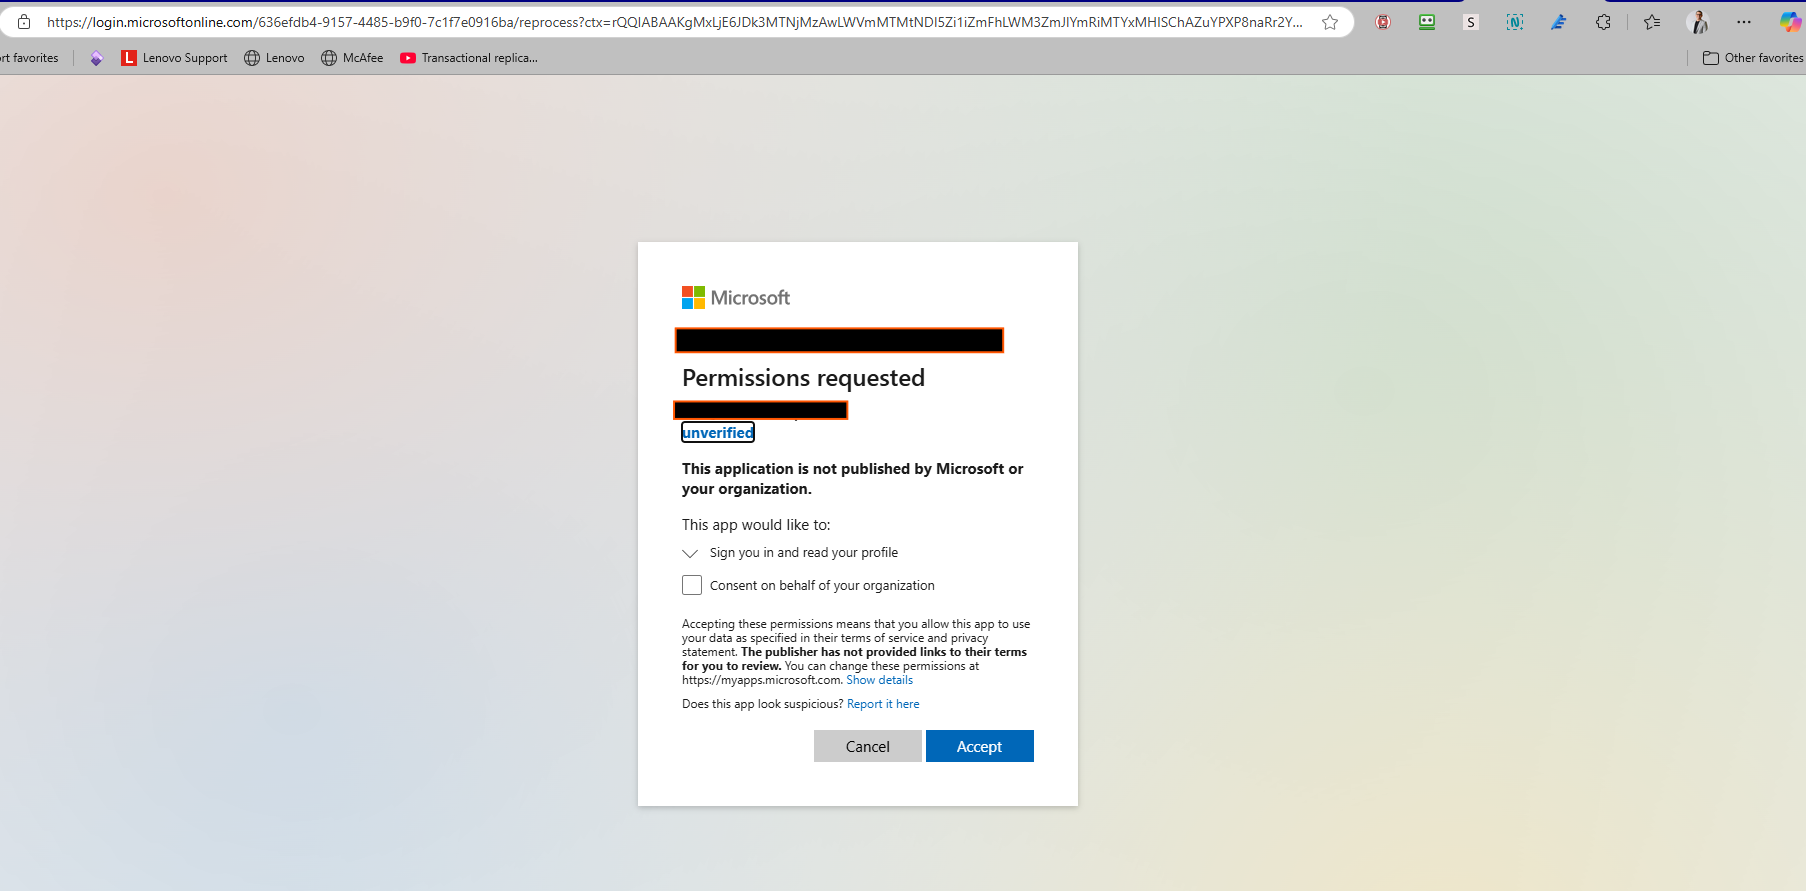 https://login.microsoftonline.com/636efdb4-9157-4485-b9f0-7c1f7e0916ba/reprocess?ctx=rQQIABAAKgMxLjE6JDk3MTNjMzAwLWVmMTMtNDI5Zi1iZmFhLWM3ZmJlYmRiMTYxMHISChAZuYPXP8naRr2Y...
rt favorites
L Lenovo Support
Lenovo
McAfee
Transactional replica...
Other favorites
S
N
Microsoft
Permissions requested
unverified
This application is not published by Microsoft or
your organization.
This app would like to:
Sign you in and read your profile
Consent on behalf of your organization
Accepting these permissions means that you allow this app to use
your data as specified in their terms of service and privacy
statement. The publisher has not provided links to their terms
for you to review. You can change these permissions at
https://myapps.microsoft.com. Show details
Does this app look suspicious? Report it here
Cancel
Accept